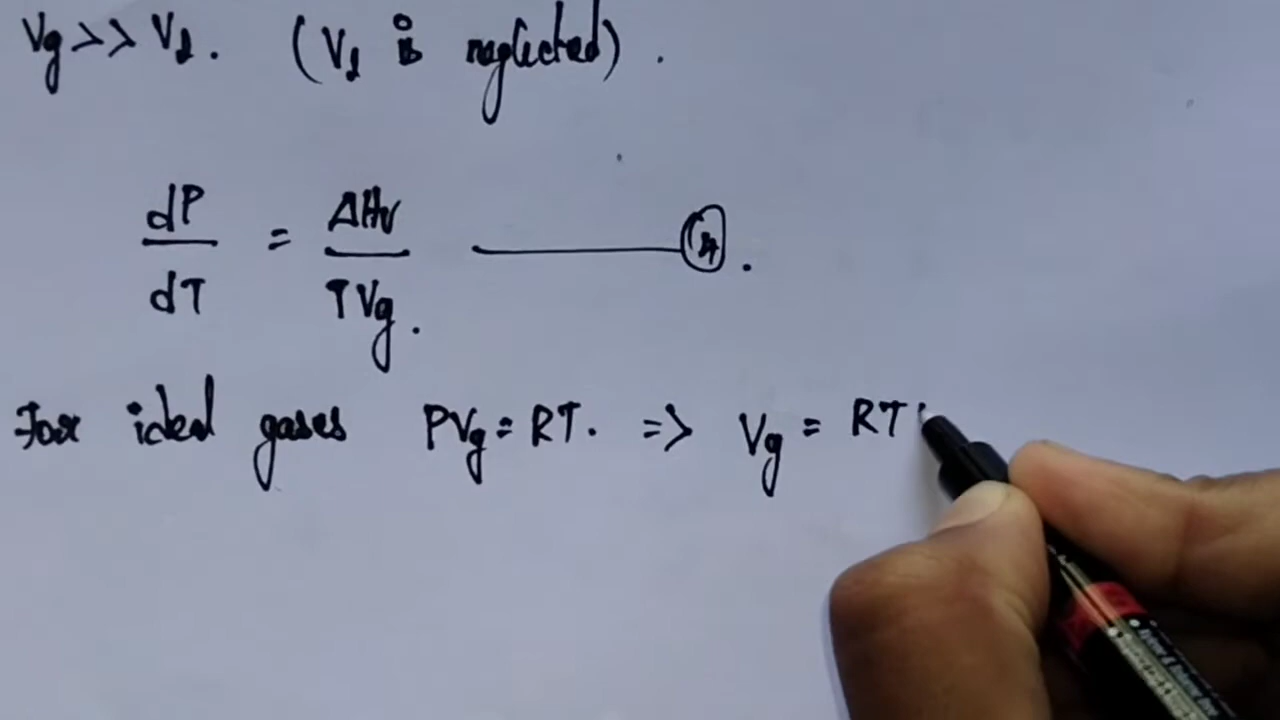 Vg >> Vl. (Vl is neglected).
dP/dT = ΔHv/TVg. ——— (4).
For ideal gases PVg = RT. => Vg = RT